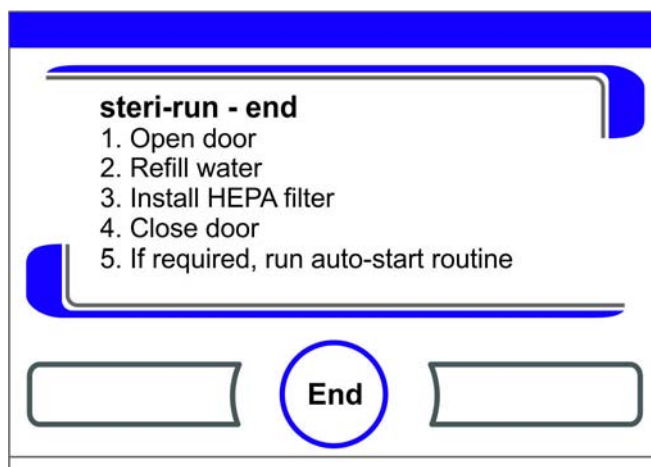 steri-run - end
1. Open door
2. Refill water
3. Install HEPA filter
4. Close door
5. If required, run auto-start routine
End